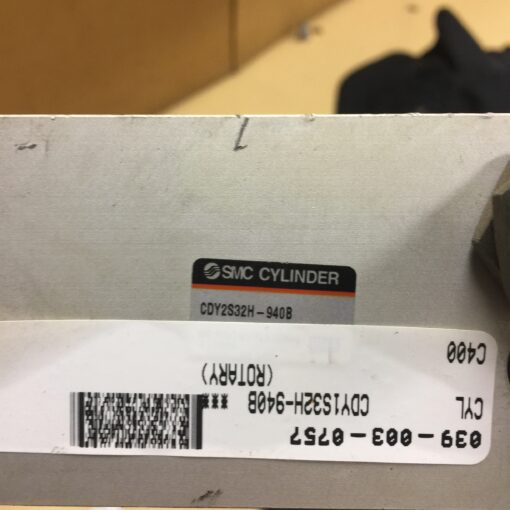 SMC CYLINDER
CDY2S32H-940B
039-003-0757
CYL CDY1S32H-940B ***
(ROTARY)
C400